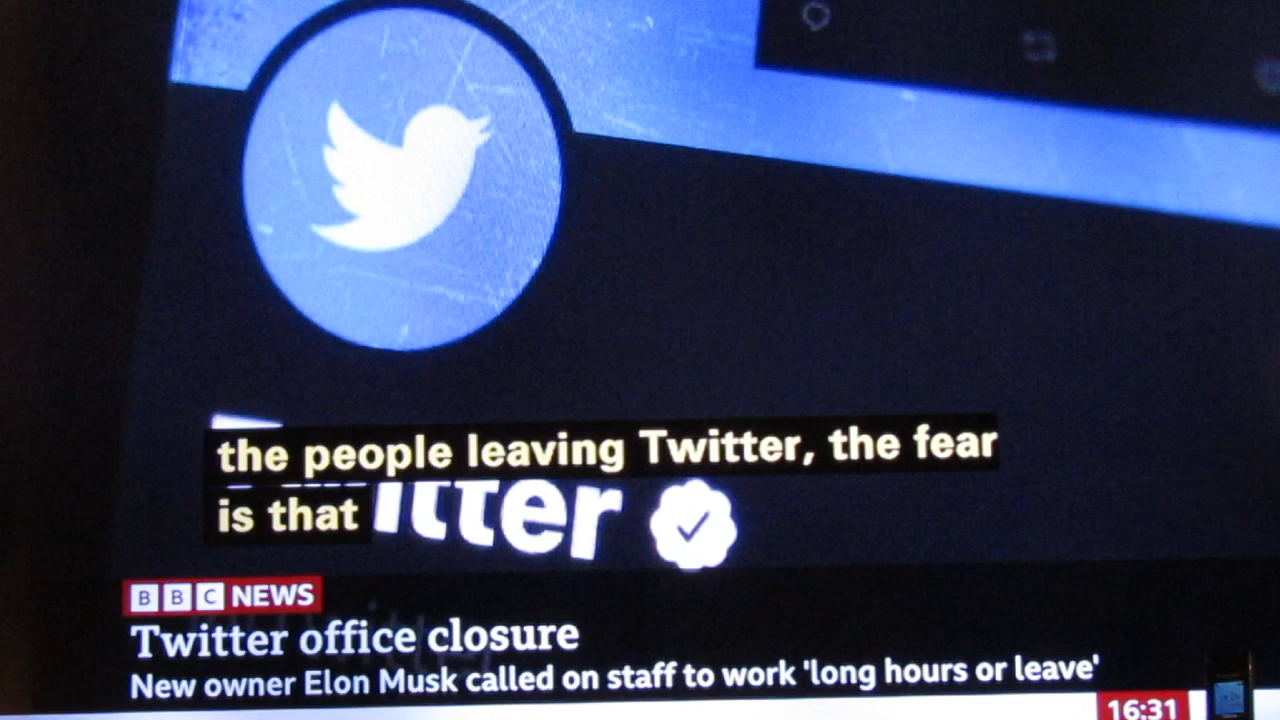 the people leaving Twitter, the fear
is that
itter
BBC NEWS
Twitter office closure
New owner Elon Musk called on staff to work 'long hours or leave'
16:31